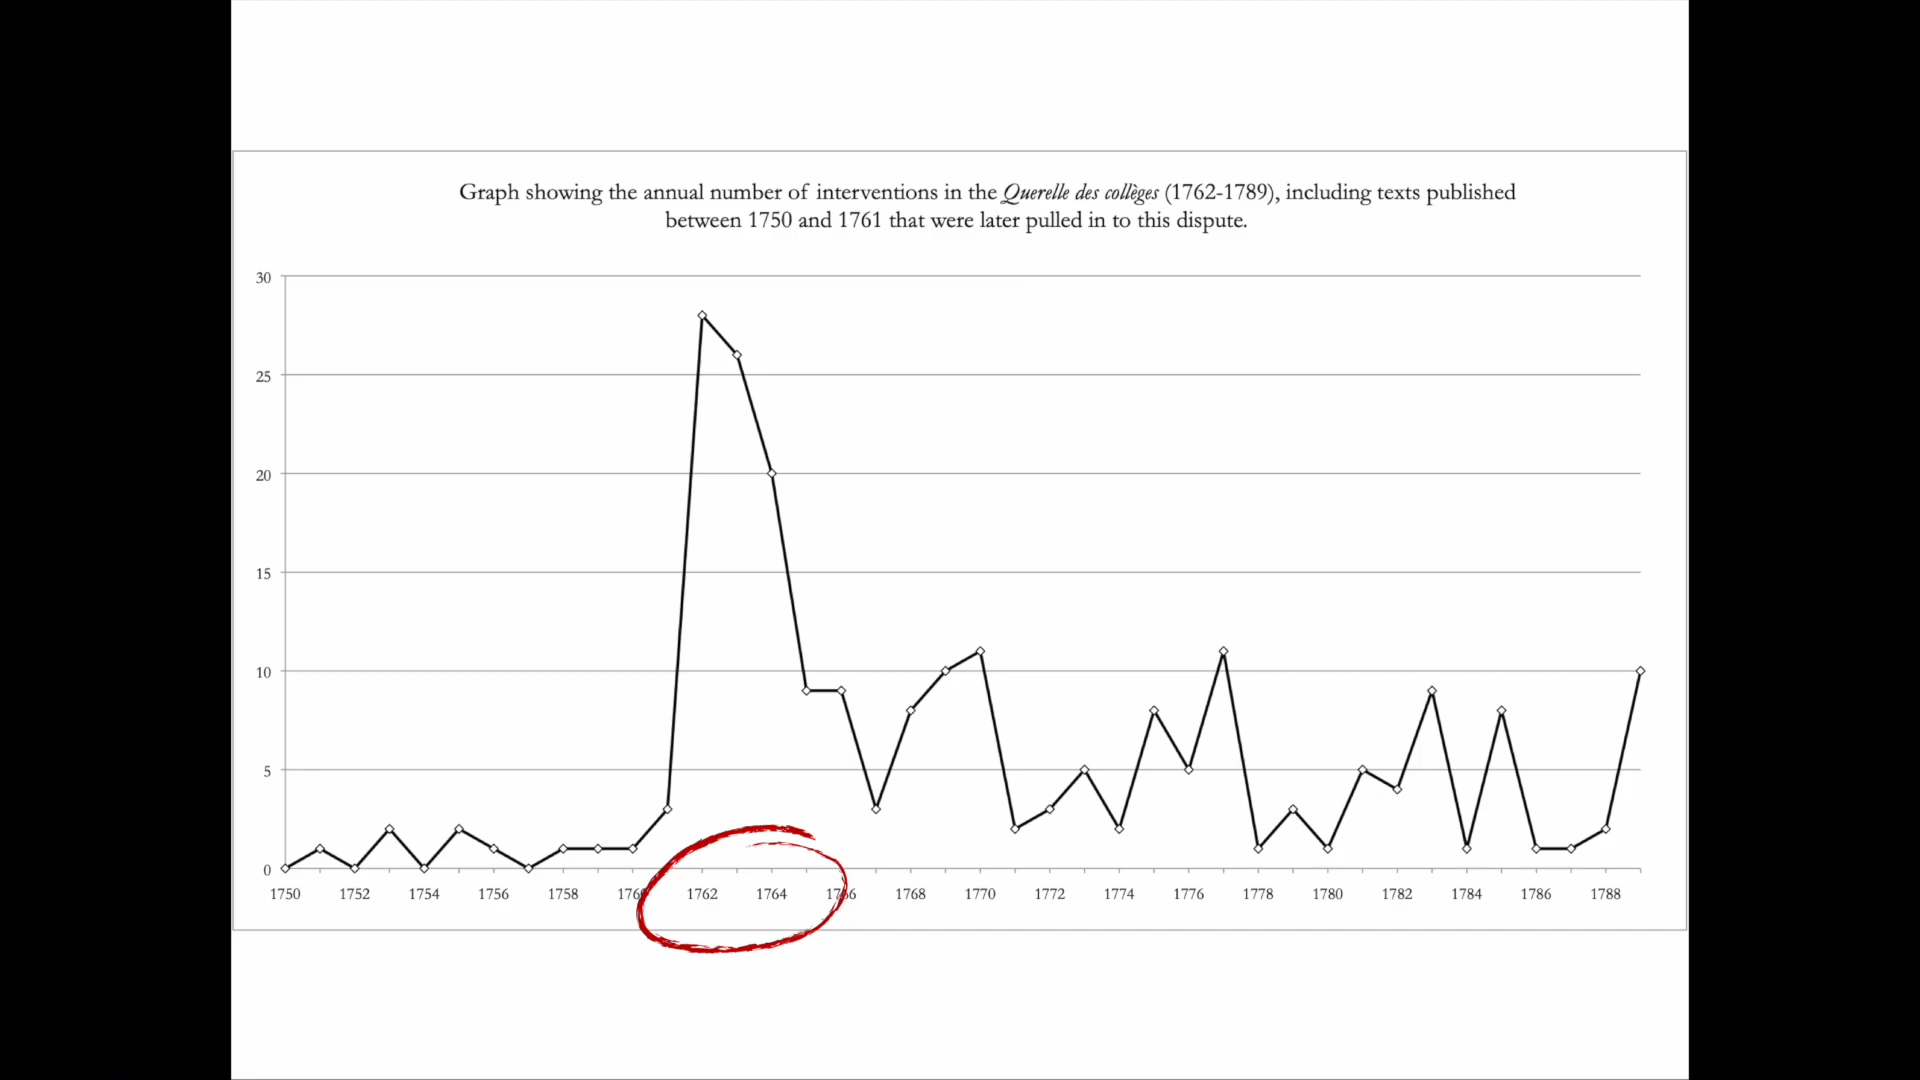 Graph showing the annual number of interventions in the Querelle des collèges (1762-1789), including texts published
between 1750 and 1761 that were later pulled in to this dispute.
30
25
20
15
10
5
0
1750 1752 1754 1756 1758 1760 1762 1764 1766 1768 1770 1772 1774 1776 1778 1780 1782 1784 1786 1788